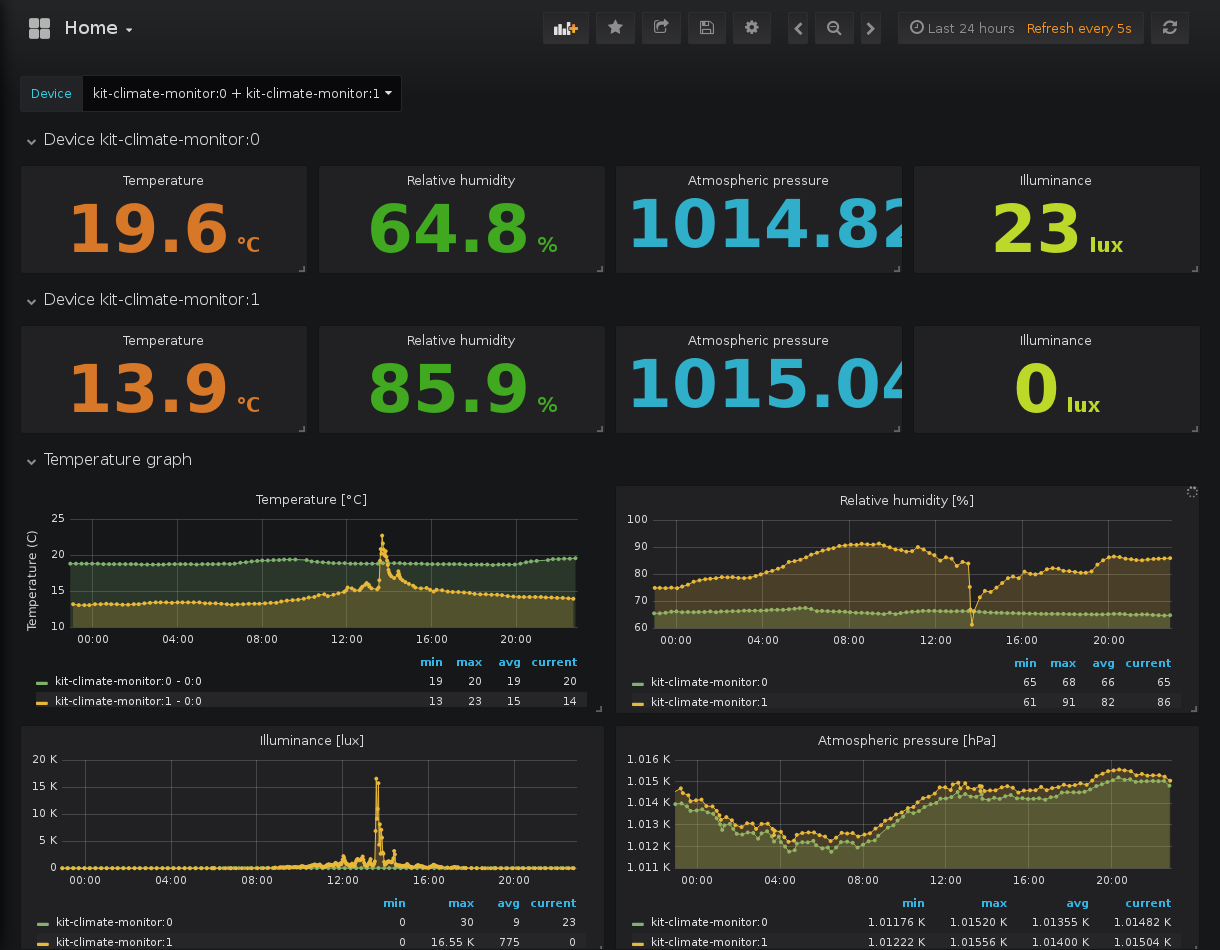 Home
Last 24 hours Refresh every 5s
Device kit-climate-monitor:0 + kit-climate-monitor:1
Device kit-climate-monitor:0
Temperature Relative humidity Atmospheric pressure Illuminance
19.6 °C 64.8 % 1014.82 23 lux
Device kit-climate-monitor:1
Temperature Relative humidity Atmospheric pressure Illuminance
13.9 °C 85.9 % 1015.04 0 lux
Temperature graph
Temperature [°C]
Temperature (C)
25
20
15
10
00:00 04:00 08:00 12:00 16:00 20:00
min max avg current
kit-climate-monitor:0 - 0:0 19 20 19 20
kit-climate-monitor:1 - 0:0 13 23 15 14
Relative humidity [%]
100
90
80
70
60
00:00 04:00 08:00 12:00 16:00 20:00
min max avg current
kit-climate-monitor:0 65 68 66 65
kit-climate-monitor:1 61 91 82 86
Illuminance [lux]
20 K
15 K
10 K
5 K
0
00:00 04:00 08:00 12:00 16:00 20:00
min max avg current
kit-climate-monitor:0 0 30 9 23
kit-climate-monitor:1 0 16.55 K 775 0
Atmospheric pressure [hPa]
1.016 K
1.015 K
1.014 K
1.013 K
1.012 K
1.011 K
00:00 04:00 08:00 12:00 16:00 20:00
min max avg current
kit-climate-monitor:0 1.01176 K 1.01520 K 1.01355 K 1.01482 K
kit-climate-monitor:1 1.01222 K 1.01556 K 1.01400 K 1.01504 K